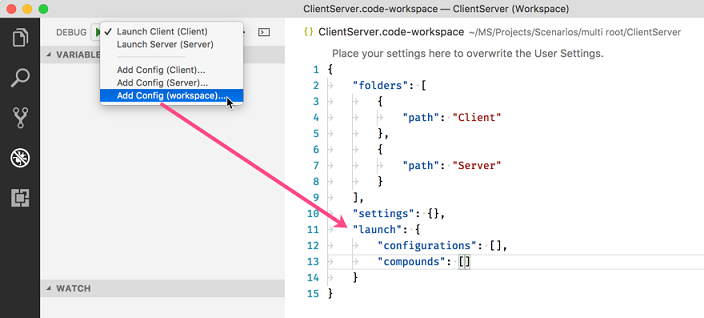 ClientServer.code-workspace — ClientServer (Workspace)
DEBUG
✓ Launch Client (Client)
Launch Server (Server)
Add Config (Client)...
Add Config (Server)...
Add Config (workspace)...
VARIABLE
WATCH
{} ClientServer.code-workspace ~/MS/Projects/Scenarios/multi root/ClientServer
Place your settings here to overwrite the User Settings.
1 {
2 "folders": [
3 {
4 "path": "Client"
5 },
6 {
7 "path": "Server"
8 }
9 ],
10 "settings": {},
11 "launch": {
12 "configurations": [],
13 "compounds": []
14 }
15 }